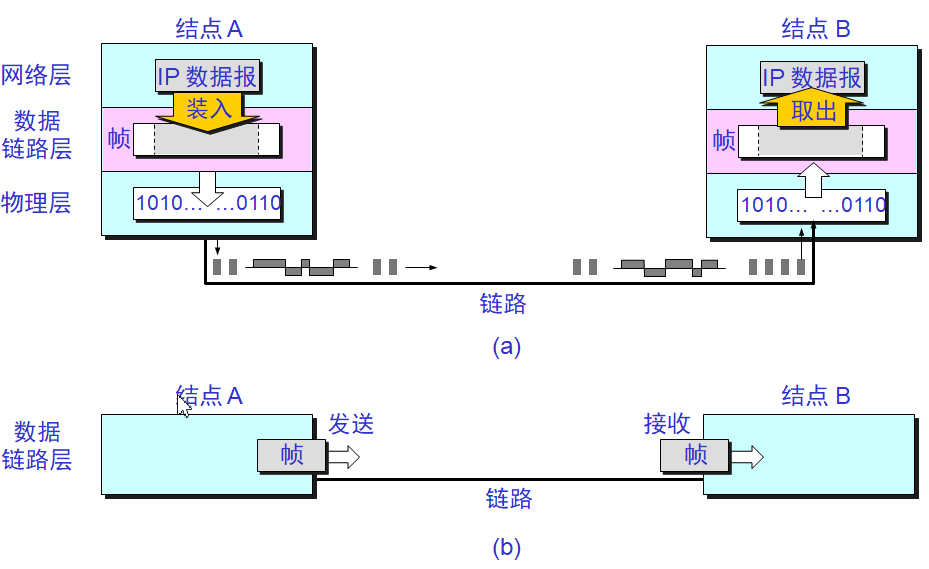 结点 A
结点 B
网络层
IP 数据报
IP 数据报
装入
取出
数据
链路层
帧
帧
物理层
1010… …0110
1010… …0110
链路
(a)
结点 A
结点 B
数据
链路层
发送
接收
帧
帧
链路
(b)